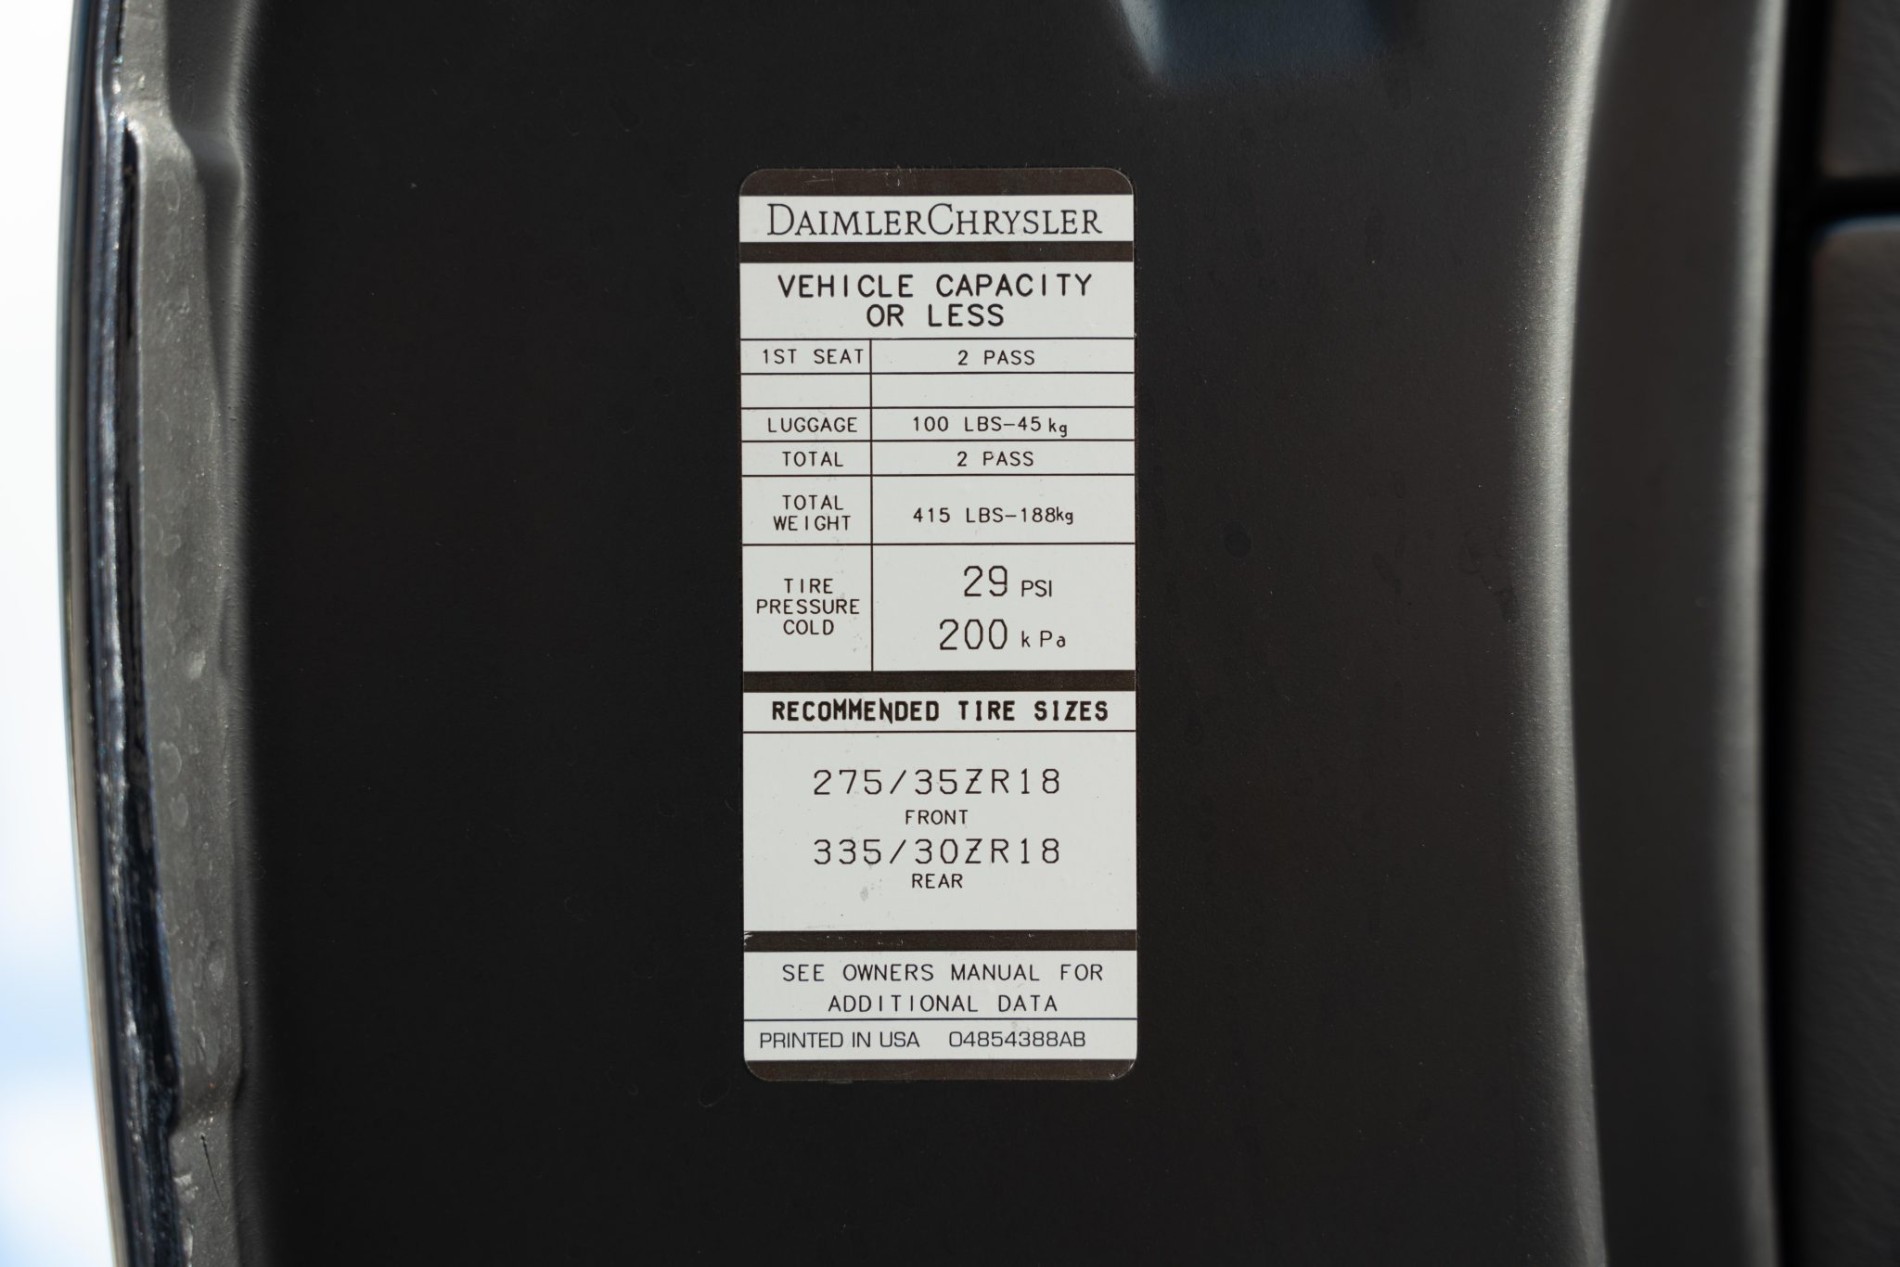 DAIMLERCHRYSLER
VEHICLE CAPACITY
OR LESS
1ST SEAT 2 PASS
LUGGAGE 100 LBS-45 kg
TOTAL 2 PASS
TOTAL
WEIGHT 415 LBS-188kg
TIRE
PRESSURE
COLD
29 PSI
200 kPa
RECOMMENDED TIRE SIZES
275/35ZR18
FRONT
335/30ZR18
REAR
SEE OWNERS MANUAL FOR
ADDITIONAL DATA
PRINTED IN USA 04854388AB